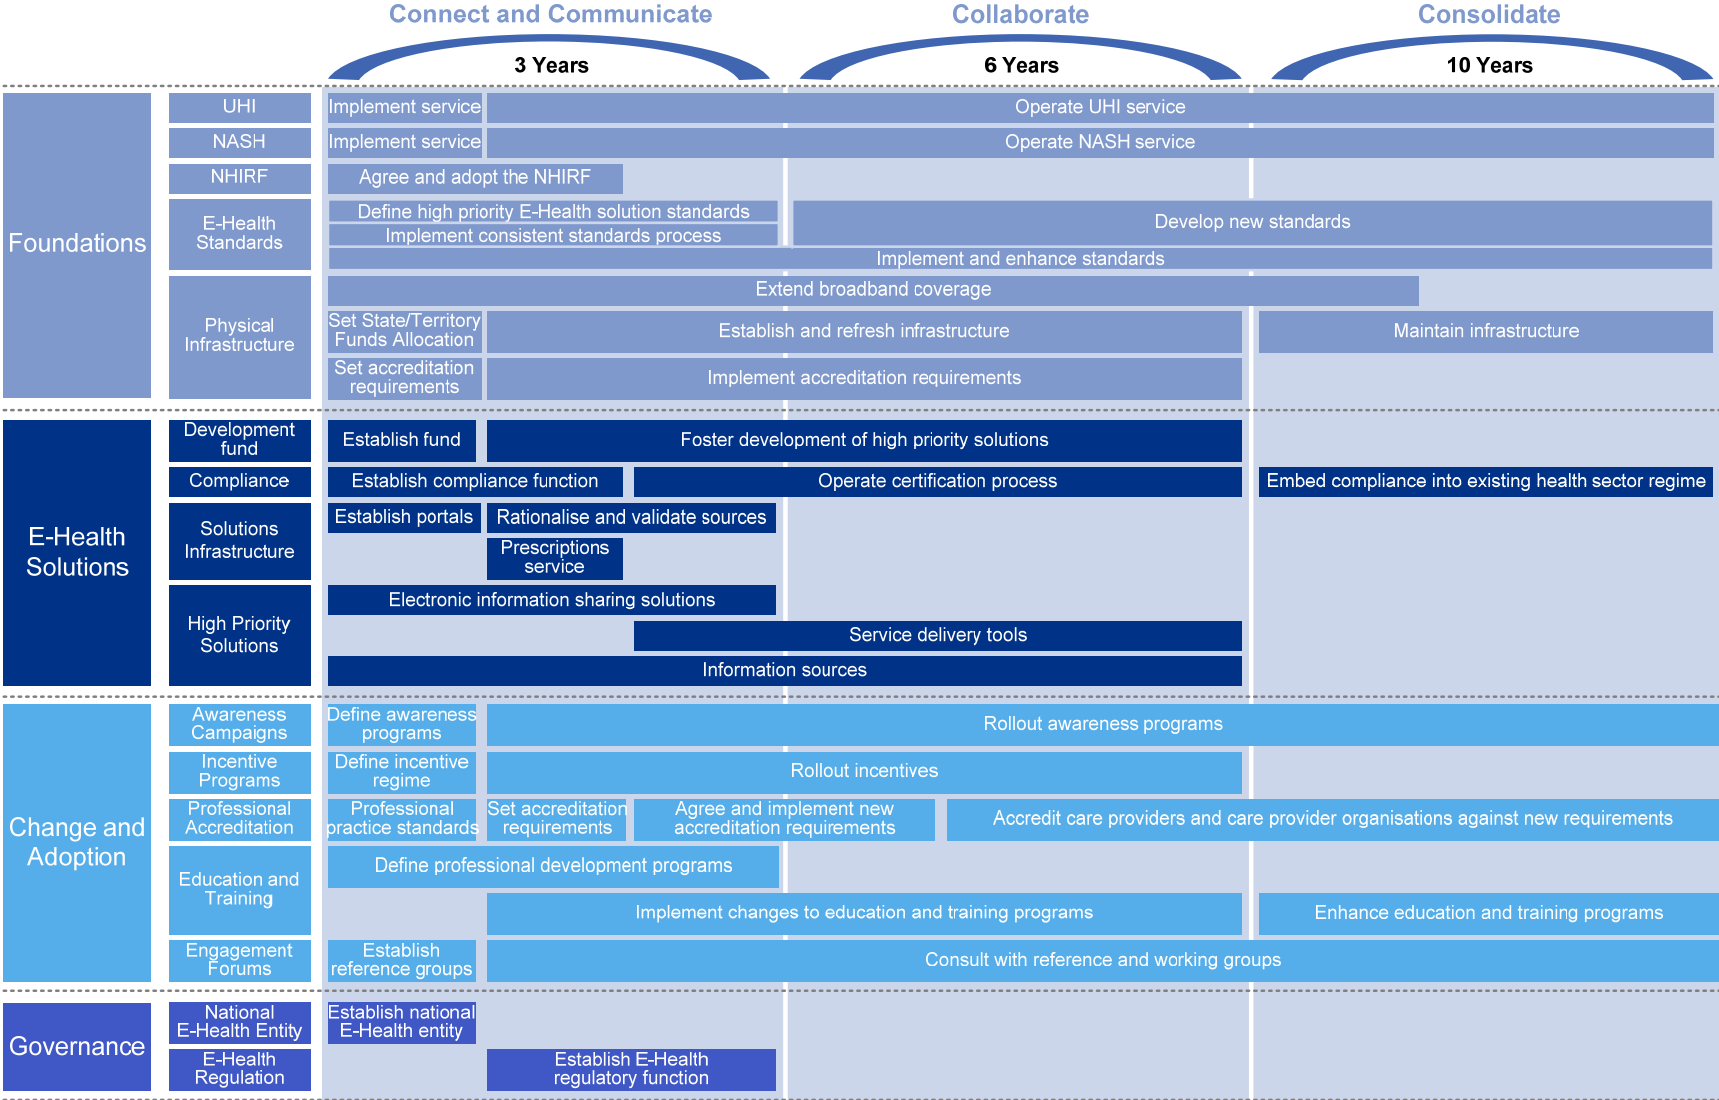 Connect and Communicate
Collaborate
Consolidate
3 Years
6 Years
10 Years
Foundations
UHI
Implement service
Operate UHI service
NASH
Implement service
Operate NASH service
NHIRF
Agree and adopt the NHIRF
E-Health
Standards
Define high priority E-Health solution standards
Implement consistent standards process
Develop new standards
Implement and enhance standards
Physical
Infrastructure
Extend broadband coverage
Set State/Territory
Funds Allocation
Establish and refresh infrastructure
Maintain infrastructure
Set accreditation
requirements
Implement accreditation requirements
E-Health
Solutions
Development
fund
Establish fund
Foster development of high priority solutions
Compliance
Establish compliance function
Operate certification process
Embed compliance into existing health sector regime
Solutions
Infrastructure
Establish portals
Rationalise and validate sources
Prescriptions
service
High Priority
Solutions
Electronic information sharing solutions
Service delivery tools
Information sources
Change and
Adoption
Awareness
Campaigns
Define awareness
programs
Rollout awareness programs
Incentive
Programs
Define incentive
regime
Rollout incentives
Professional
Accreditation
Professional
practice standards
Set accreditation
requirements
Agree and implement new
accreditation requirements
Accredit care providers and care provider organisations against new requirements
Education and
Training
Define professional development programs
Implement changes to education and training programs
Enhance education and training programs
Engagement
Forums
Establish
reference groups
Consult with reference and working groups
Governance
National
E-Health Entity
Establish national
E-Health entity
E-Health
Regulation
Establish E-Health
regulatory function